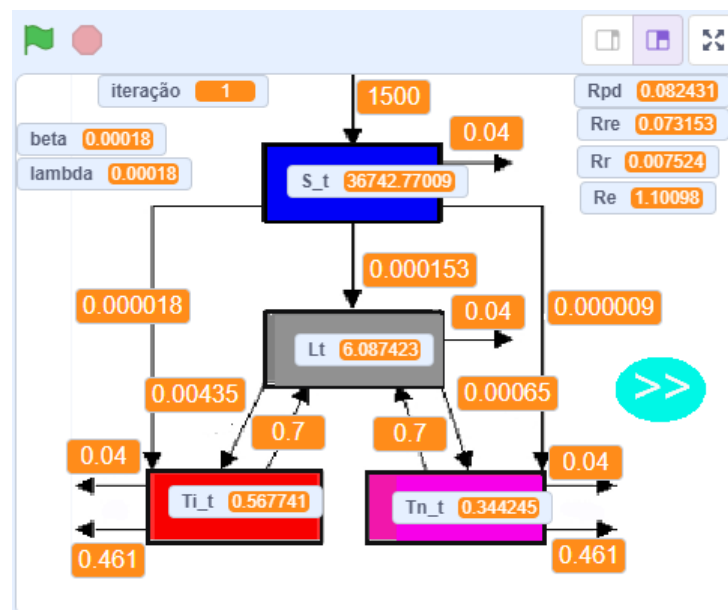 iteração 1
1500
Rpd 0.082431
Rre 0.073153
beta 0.00018
0.04
Rr 0.007524
lambda 0.00018
S_t 36742.77009
Re 1.10098
0.000153
0.000018
0.04
0.000009
Lt 6.087423
0.00435
0.00065
>>
0.7
0.7
0.04
0.04
Ti_t 0.567741
Tn_t 0.344245
0.461
0.461